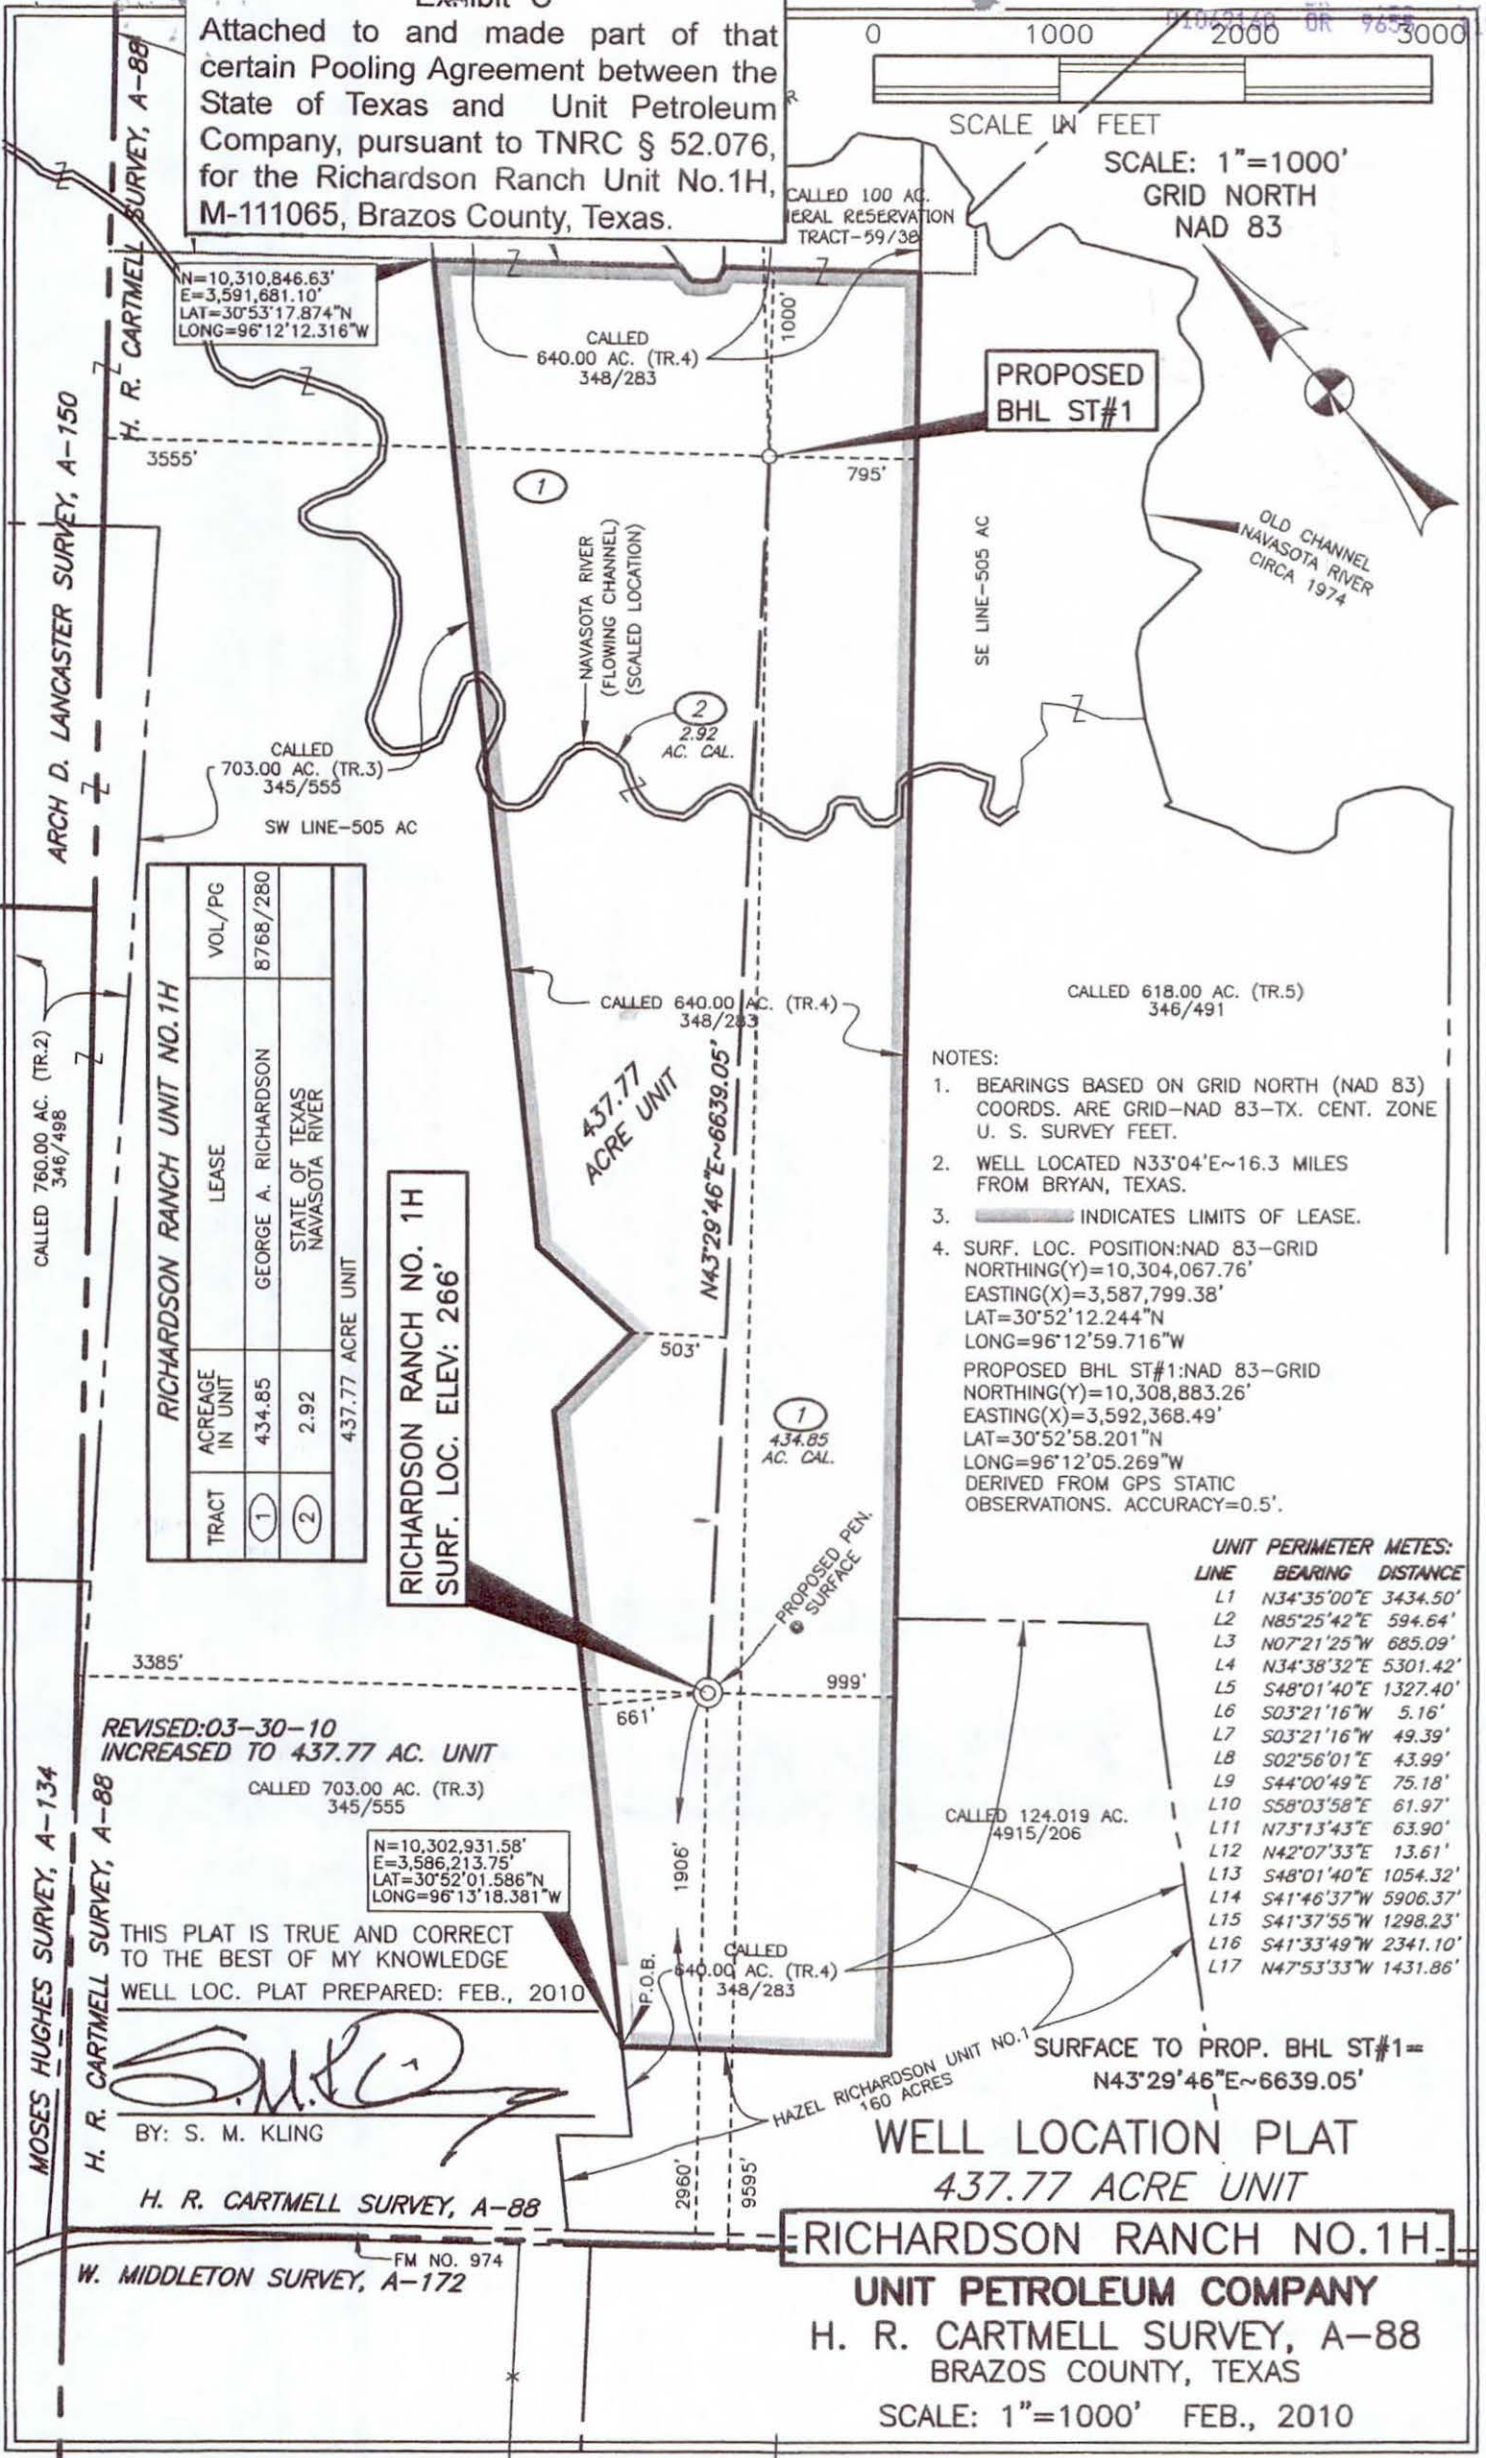 Exhibit C
Attached to and made part of that
certain Pooling Agreement between the
State of Texas and Unit Petroleum
Company, pursuant to TNRC § 52.076,
for the Richardson Ranch Unit No.1H,
M-111065, Brazos County, Texas.
OR
0 1000 2000 3000
SCALE IN FEET
SCALE: 1"=1000'
GRID NORTH
NAD 83
CALLED 100 AC.
ERAL RESERVATION
TRACT-59/38
H. R. CARTMELL SURVEY, A-88
N=10,310,846.63'
E=3,591,681.10'
LAT=30°53'17.874"N
LONG=96°12'12.316"W
CALLED
640.00 AC. (TR.4)
348/283
1000'
PROPOSED
BHL ST#1
3555'
795'
1
ARCH D. LANCASTER SURVEY, A-150
NAVASOTA RIVER
(FLOWING CHANNEL)
(SCALED LOCATION)
SE LINE-505 AC
OLD CHANNEL
NAVASOTA RIVER
CIRCA 1974
2
2.92
AC. CAL.
CALLED
703.00 AC. (TR.3)
345/555
SW LINE-505 AC
CALLED 640.00 AC. (TR.4)
348/283
CALLED 618.00 AC. (TR.5)
346/491
CALLED 760.00 AC. (TR.2)
346/498
RICHARDSON RANCH UNIT NO.1H
TRACT ACREAGE IN UNIT LEASE VOL/PG
1 434.85 GEORGE A. RICHARDSON 8768/280
2 2.92 STATE OF TEXAS NAVASOTA RIVER
437.77 ACRE UNIT
437.77
ACRE UNIT
N43°29'46"E~6639.05'
RICHARDSON RANCH NO. 1H
SURF. LOC. ELEV: 266'
503'
1
434.85
AC. CAL.
NOTES:
1. BEARINGS BASED ON GRID NORTH (NAD 83)
COORDS. ARE GRID-NAD 83-TX. CENT. ZONE
U. S. SURVEY FEET.
2. WELL LOCATED N33°04'E~16.3 MILES
FROM BRYAN, TEXAS.
3. INDICATES LIMITS OF LEASE.
4. SURF. LOC. POSITION:NAD 83-GRID
NORTHING(Y)=10,304,067.76'
EASTING(X)=3,587,799.38'
LAT=30°52'12.244"N
LONG=96°12'59.716"W
PROPOSED BHL ST#1:NAD 83-GRID
NORTHING(Y)=10,308,883.26'
EASTING(X)=3,592,368.49'
LAT=30°52'58.201"N
LONG=96°12'05.269"W
DERIVED FROM GPS STATIC
OBSERVATIONS. ACCURACY=0.5'.
UNIT PERIMETER METES:
LINE BEARING DISTANCE
L1 N34°35'00"E 3434.50'
L2 N85°25'42"E 594.64'
L3 N07°21'25"W 685.09'
L4 N34°38'32"E 5301.42'
L5 S48°01'40"E 1327.40'
L6 S03°21'16"W 5.16'
L7 S03°21'16"W 49.39'
L8 S02°56'01"E 43.99'
L9 S44°00'49"E 75.18'
L10 S58°03'58"E 61.97'
L11 N73°13'43"E 63.90'
L12 N42°07'33"E 13.61'
L13 S48°01'40"E 1054.32'
L14 S41°46'37"W 5906.37'
L15 S41°37'55"W 1298.23'
L16 S41°33'49"W 2341.10'
L17 N47°53'33"W 1431.86'
PROPOSED PEN.
@ SURFACE
3385'
661'
999'
REVISED:03-30-10
INCREASED TO 437.77 AC. UNIT
CALLED 703.00 AC. (TR.3)
345/555
N=10,302,931.58'
E=3,586,213.75'
LAT=30°52'01.586"N
LONG=96°13'18.381"W
1906'
CALLED 124.019 AC.
4915/206
MOSES HUGHES SURVEY, A-134
H. R. CARTMELL SURVEY, A-88
THIS PLAT IS TRUE AND CORRECT
TO THE BEST OF MY KNOWLEDGE
WELL LOC. PLAT PREPARED: FEB., 2010
P.O.B.
CALLED
640.00 AC. (TR.4)
348/283
BY: S. M. KLING
HAZEL RICHARDSON UNIT NO.1
160 ACRES
SURFACE TO PROP. BHL ST#1=
N43°29'46"E~6639.05'
2960'
9595'
H. R. CARTMELL SURVEY, A-88
FM NO. 974
W. MIDDLETON SURVEY, A-172
WELL LOCATION PLAT
437.77 ACRE UNIT
RICHARDSON RANCH NO.1H
UNIT PETROLEUM COMPANY
H. R. CARTMELL SURVEY, A-88
BRAZOS COUNTY, TEXAS
SCALE: 1"=1000' FEB., 2010